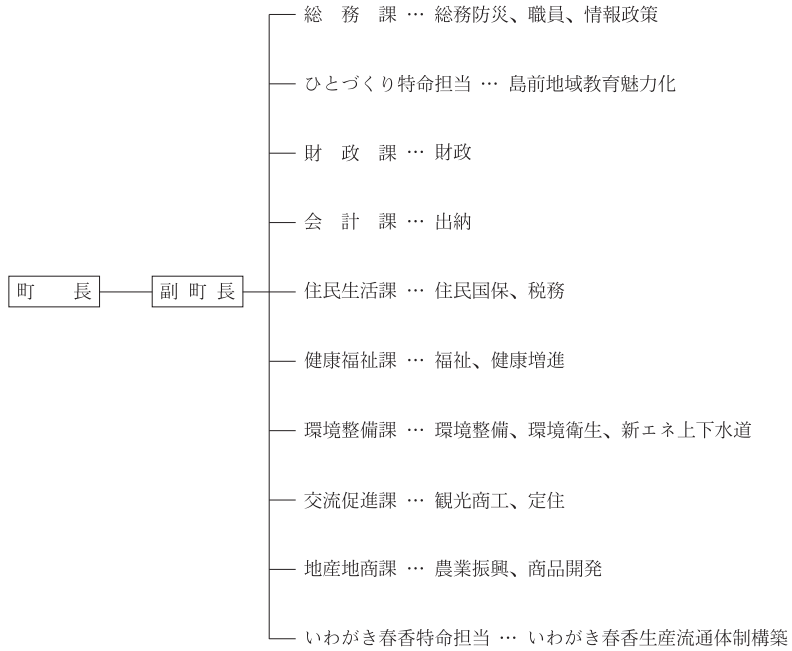 総　務　課 … 総務防災、職員、情報政策
ひとづくり特命担当 … 島前地域教育魅力化
財　政　課 … 財政
会　計　課 … 出納
町　　長
副 町 長
住民生活課 … 住民国保、税務
健康福祉課 … 福祉、健康増進
環境整備課 … 環境整備、環境衛生、新エネ上下水道
交流促進課 … 観光商工、定住
地産地商課 … 農業振興、商品開発
いわがき春香特命担当 … いわがき春香生産流通体制構築